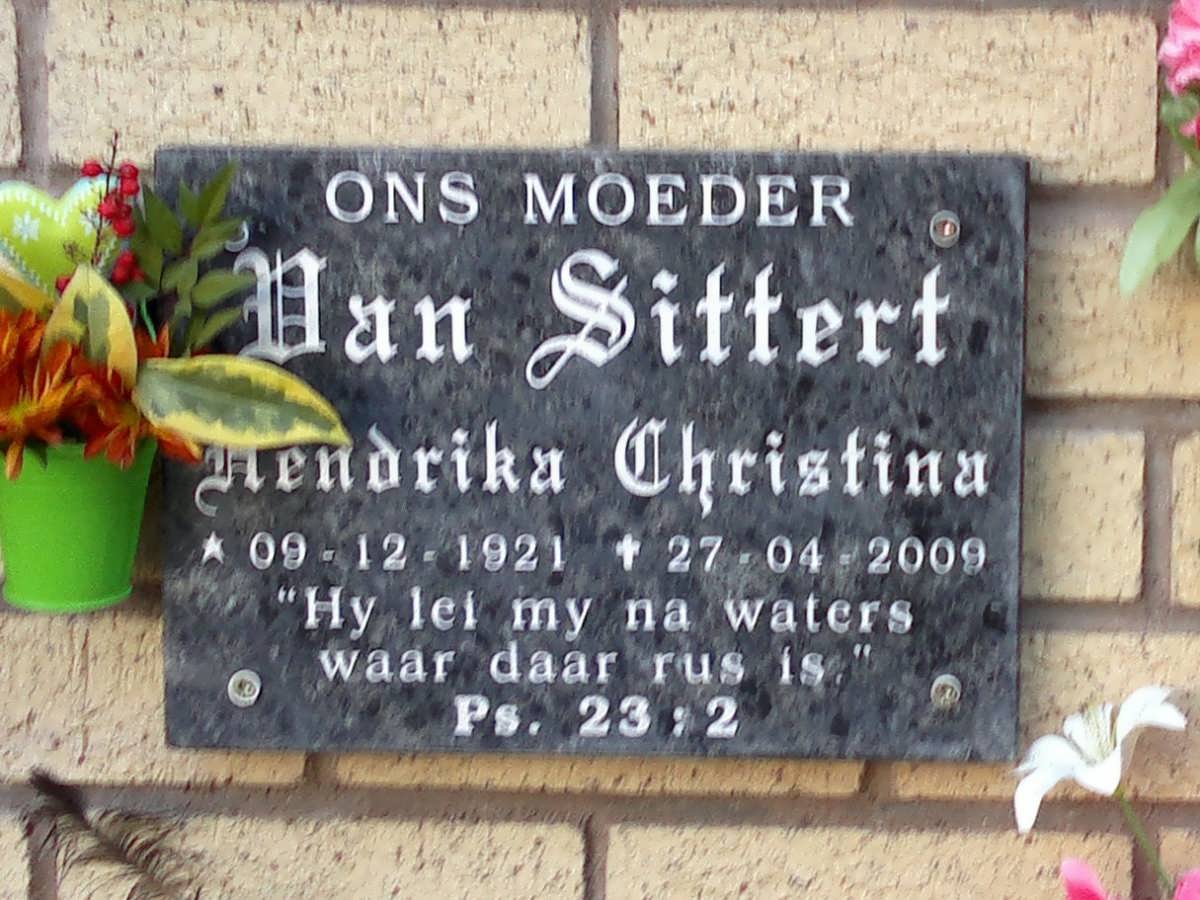 ONS MOEDER
Van Sittert
Hendrika Christina
★ 09-12-1921 ✝ 27-04-2009
"Hy lei my na waters
waar daar rus is."
Ps. 23:2